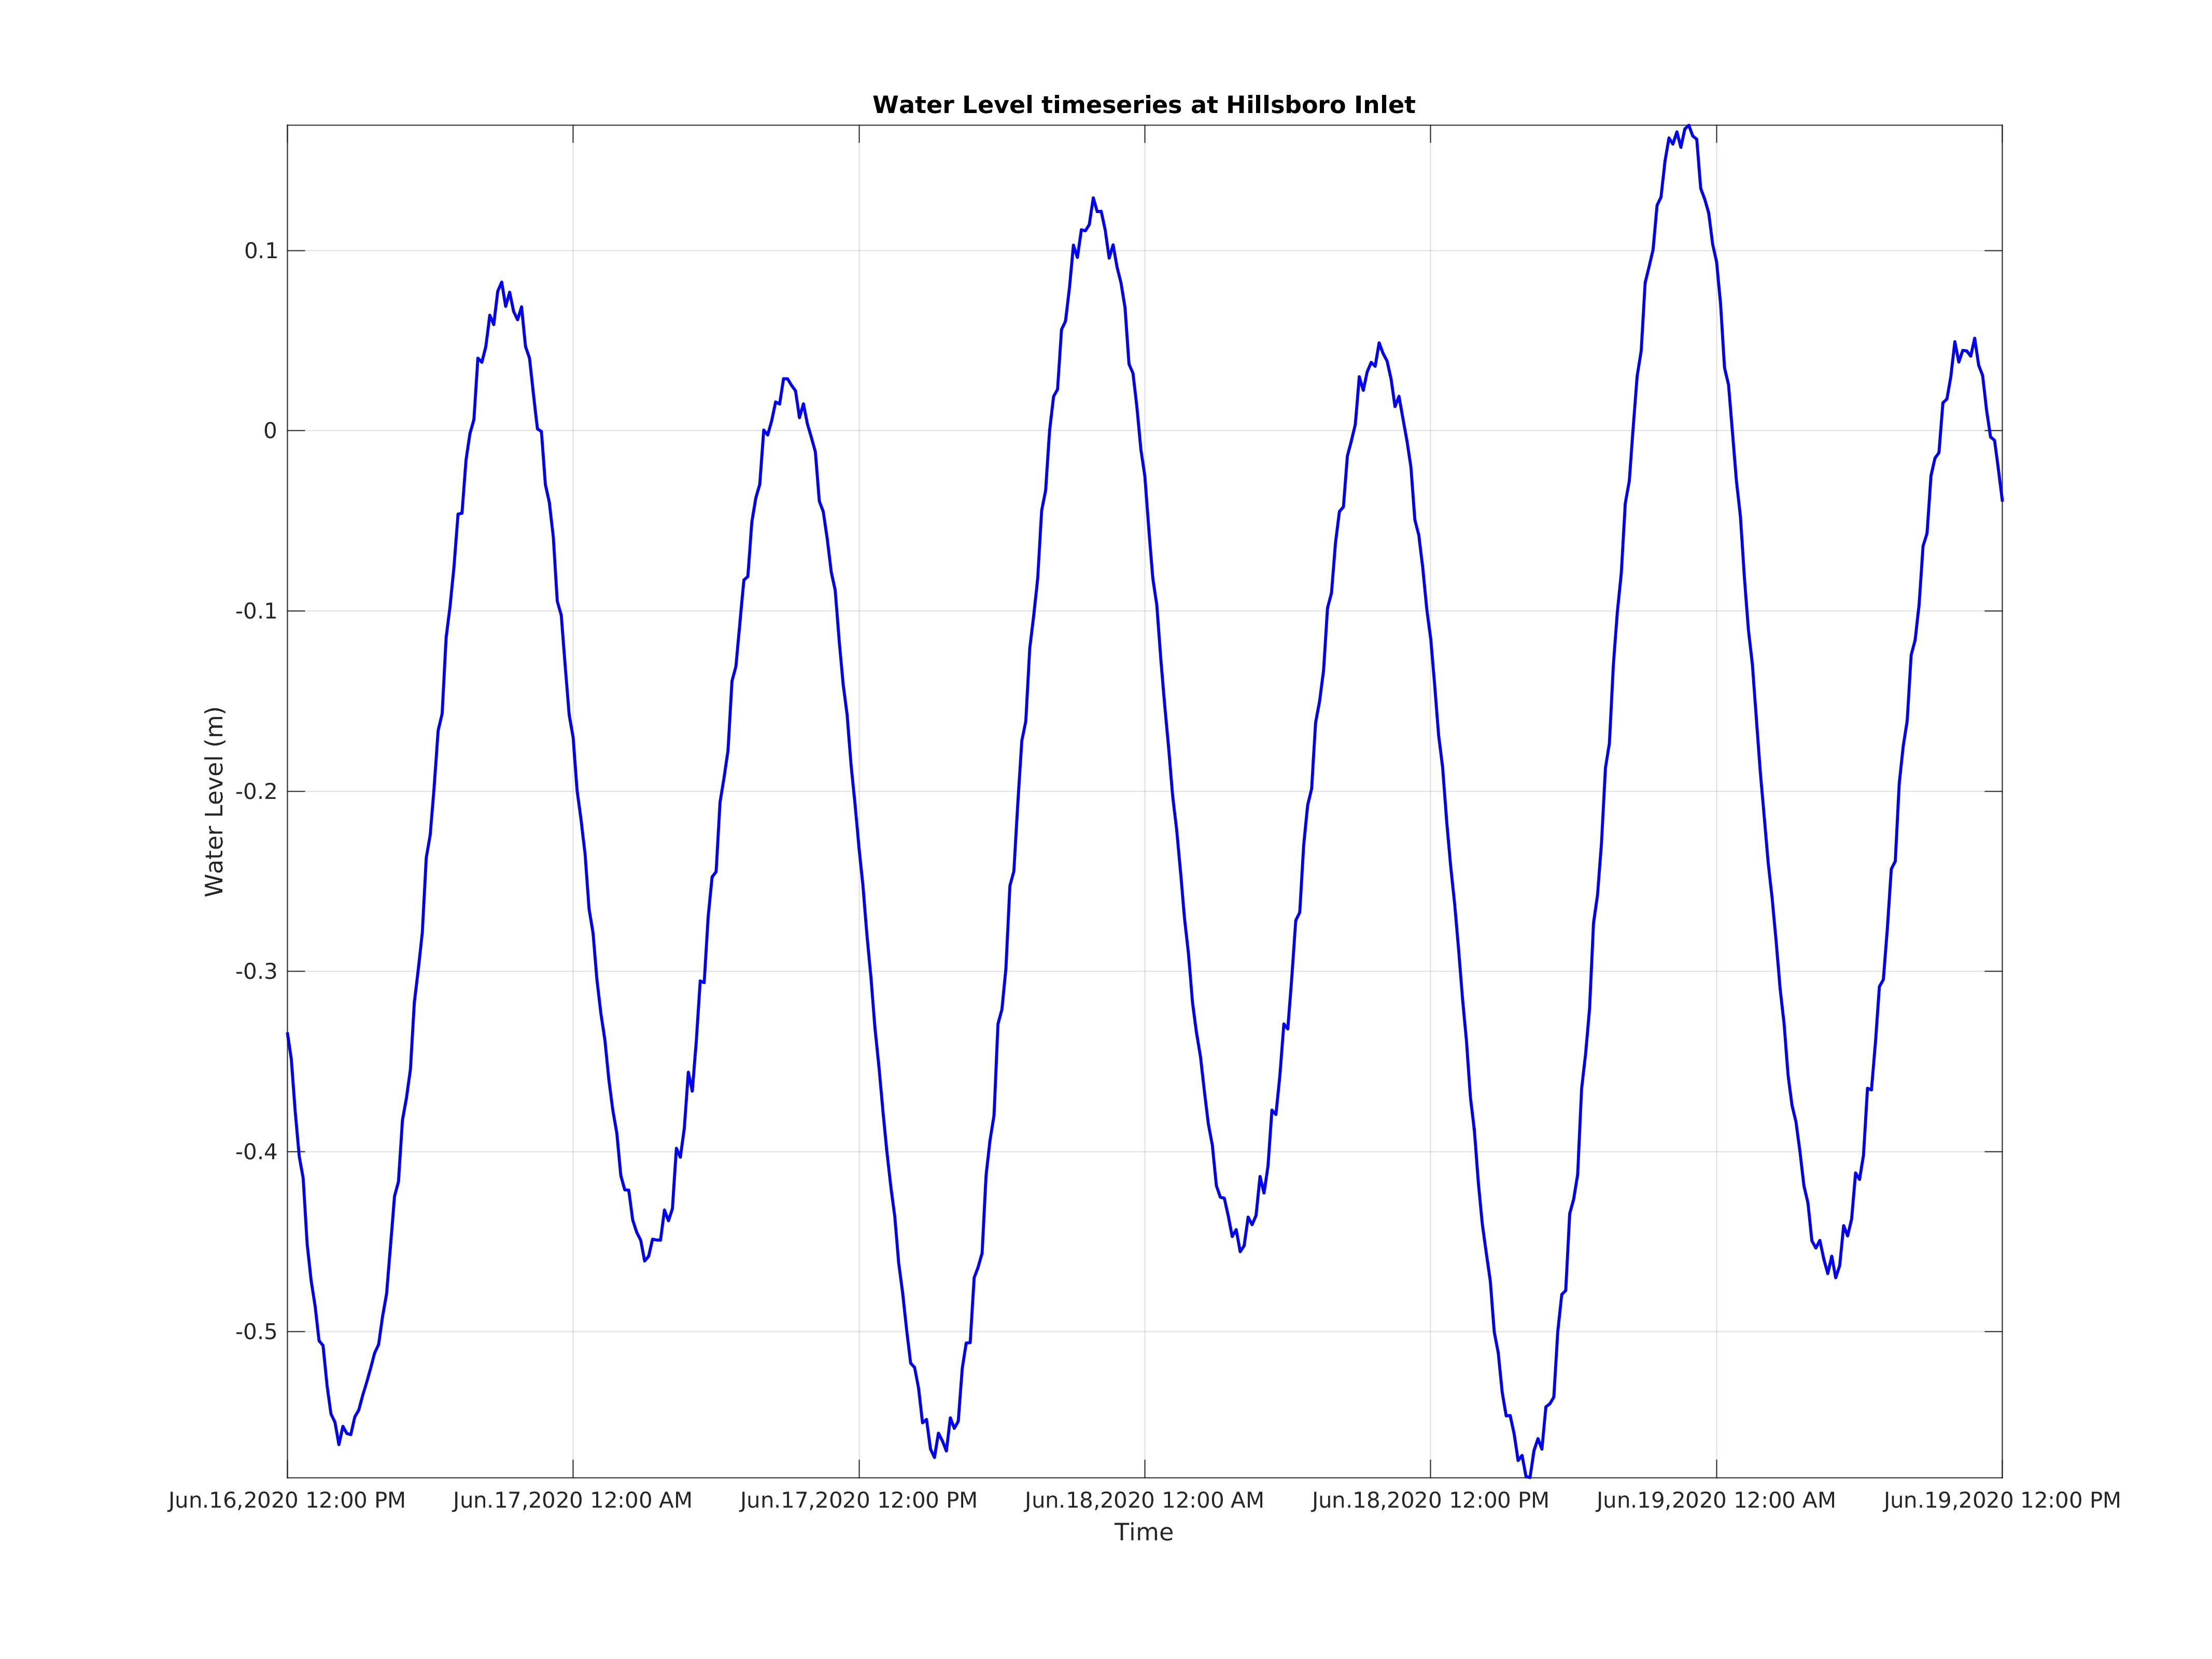 Water Level timeseries at Hillsboro Inlet
0.1
0
-0.1
-0.2
-0.3
-0.4
-0.5
Water Level (m)
Jun.16,2020 12:00 PM
Jun.17,2020 12:00 AM
Jun.17,2020 12:00 PM
Jun.18,2020 12:00 AM
Jun.18,2020 12:00 PM
Jun.19,2020 12:00 AM
Jun.19,2020 12:00 PM
Time